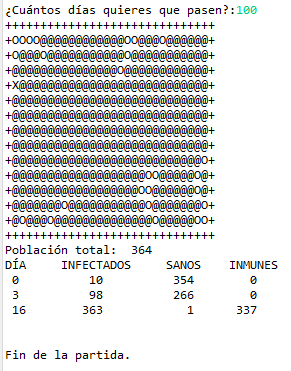 ¿Cuántos días quieres que pasen?:100
++++++++++++++++++++++++++++++
+OOOO@@@@@@@@@@@@OO@@@O@@@@@@+
+O@@@O@@@@@@@@@@@O@@@@@@@@@@@+
+@@@@@@@@@@@@@@@O@@@@@@@@@@@@+
+X@@@@@@@@@@@@@@@@@@@@@@@@@@@+
+@@@@@@@@@@@@@@@@@@@@@@@@@@@@+
+@@@@@@@@@@@@@@@@@@@@@@@@@@@@+
+@@@@@@@@@@@@@@@@@@@@@@@@@@@@+
+@@@@@@@@@@@@@@@@@@@@@@@@@@@@+
+@@@@@@@@@@@@@@@@@@@@@@@@@@@O+
+@@@@@@@@@@@@@@@@@@@OO@@@@@O@+
+@@@@@@@@@@@@@@@@@@OO@@@@@@O@+
+@@@@@@@O@@@@@@@@@@@O@@@@@@@O+
+@O@@@O@@@@@@@@@@@@@@O@@@@@OO+
++++++++++++++++++++++++++++++
Población total:  364
DÍA INFECTADOS SANOS INMUNES
0 10 354 0
3 98 266 0
16 363 1 337
Fin de la partida.